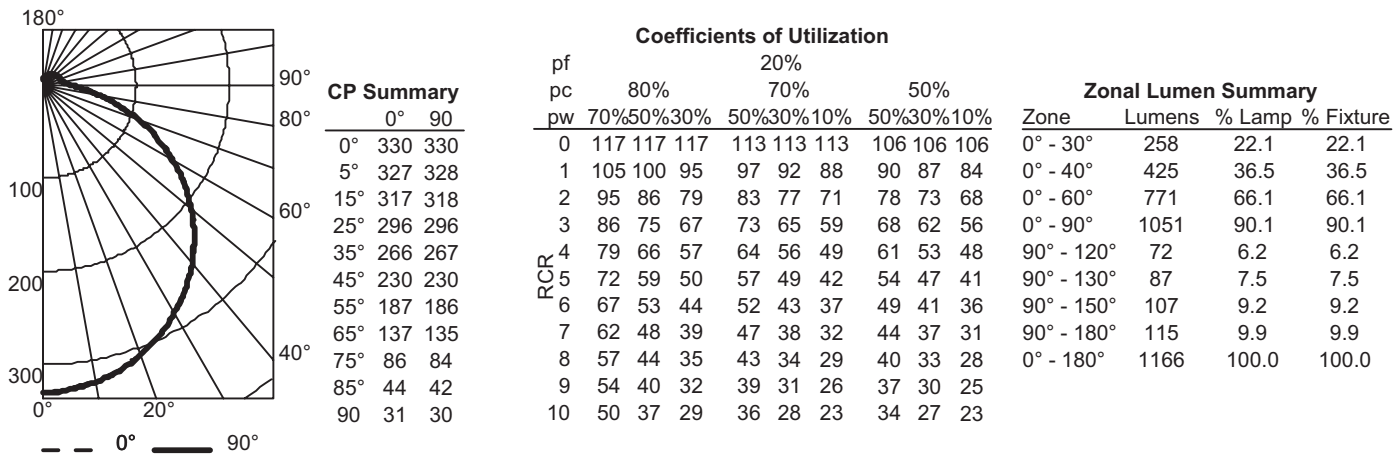 180°
90°
80°
60°
40°
20°
0°
100
200
300
0° 90°
CP Summary
0° 90
0° 330 330
5° 327 328
15° 317 318
25° 296 296
35° 266 267
45° 230 230
55° 187 186
65° 137 135
75° 86 84
85° 44 42
90 31 30
Coefficients of Utilization
pf 20%
pc 80% 70% 50%
pw 70%50%30% 50%30%10% 50%30%10%
RCR
0 117 117 117 113 113 113 106 106 106
1 105 100 95 97 92 88 90 87 84
2 95 86 79 83 77 71 78 73 68
3 86 75 67 73 65 59 68 62 56
4 79 66 57 64 56 49 61 53 48
5 72 59 50 57 49 42 54 47 41
6 67 53 44 52 43 37 49 41 36
7 62 48 39 47 38 32 44 37 31
8 57 44 35 43 34 29 40 33 28
9 54 40 32 39 31 26 37 30 25
10 50 37 29 36 28 23 34 27 23
Zonal Lumen Summary
Zone Lumens % Lamp % Fixture
0° - 30° 258 22.1 22.1
0° - 40° 425 36.5 36.5
0° - 60° 771 66.1 66.1
0° - 90° 1051 90.1 90.1
90° - 120° 72 6.2 6.2
90° - 130° 87 7.5 7.5
90° - 150° 107 9.2 9.2
90° - 180° 115 9.9 9.9
0° - 180° 1166 100.0 100.0